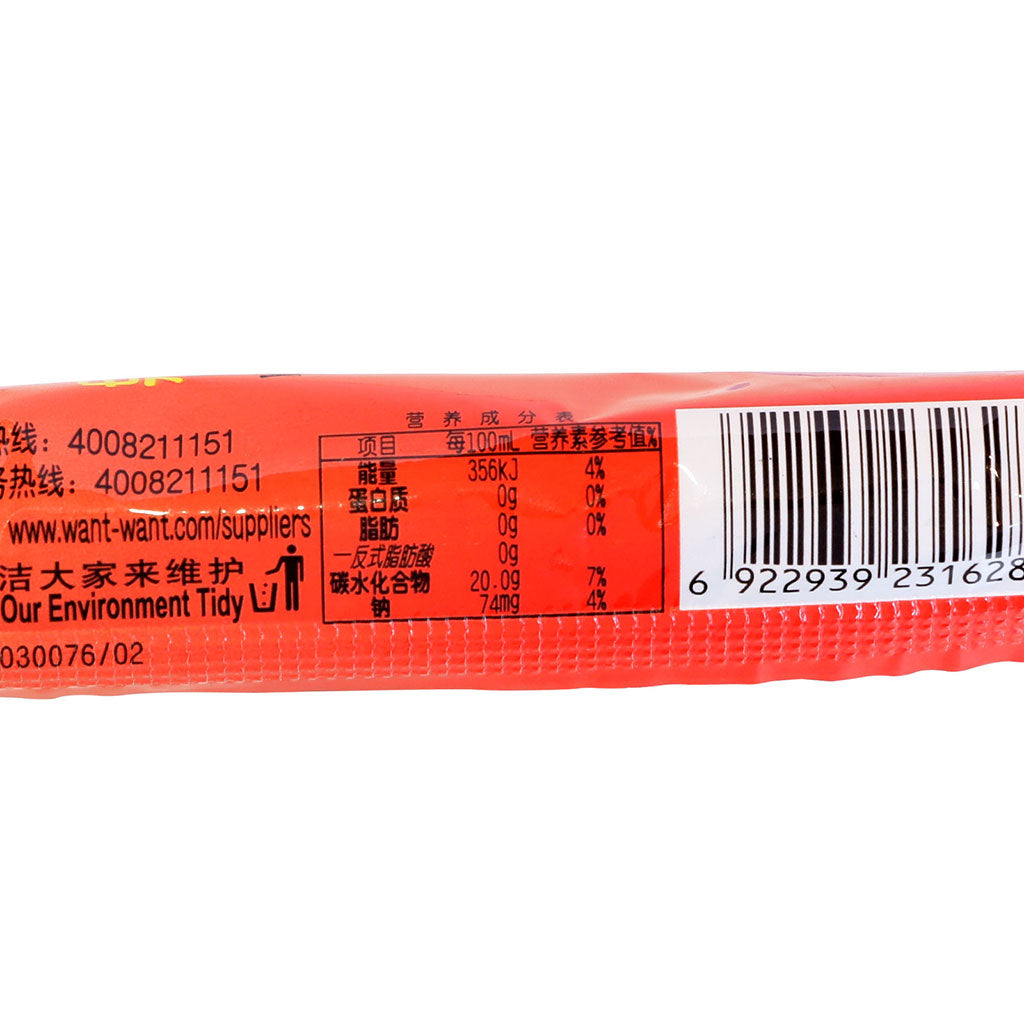 热线：4008211151
务热线：4008211151
www.want-want.com/suppliers
洁大家来维护
Our Environment Tidy
030076/02
营养成分表
项目 每100mL 营养素参考值%
能量 356kJ 4%
蛋白质 0g 0%
脂肪 0g 0%
—反式脂肪酸 0g
碳水化合物 20.0g 7%
钠 74mg 4%
6 922939 231628